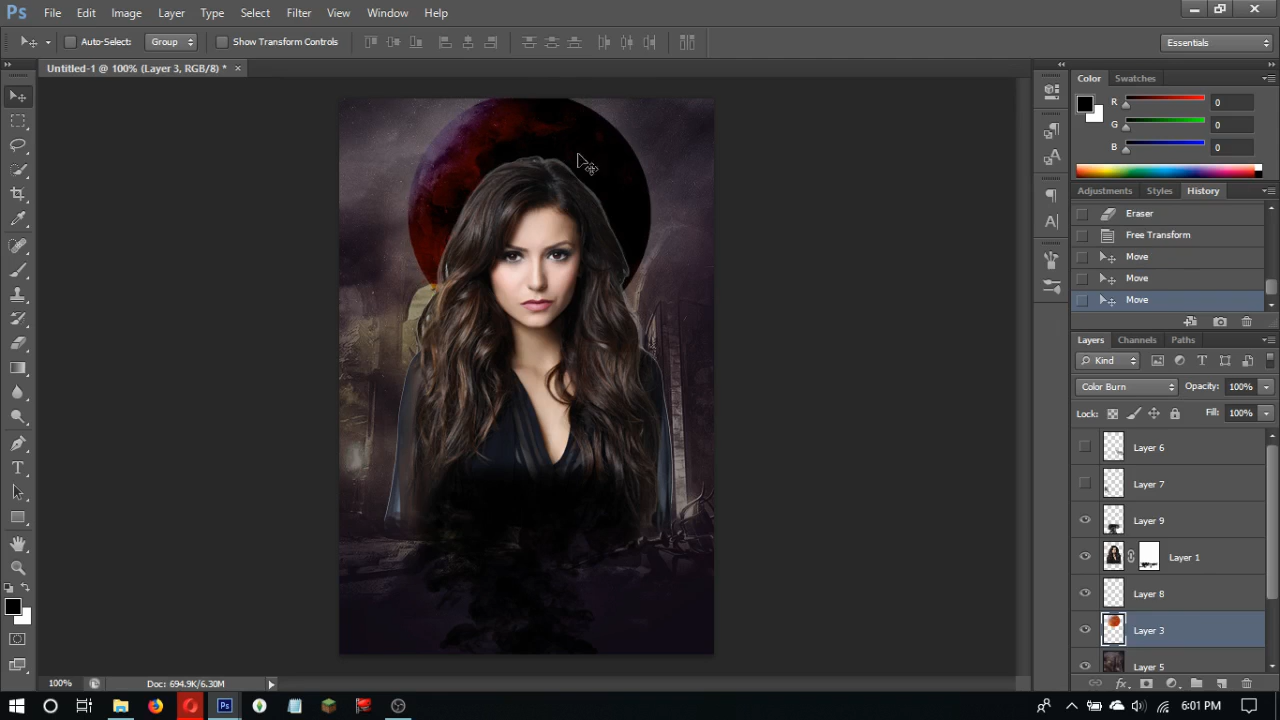 Ps File Edit Image Layer Type Select Filter View Window Help
Auto-Select: Group Show Transform Controls Essentials
Untitled-1 @ 100% (Layer 3, RGB/8) * ×
Color Swatches
R 0
G 0
B 0
Adjustments Styles History
Eraser
Free Transform
Move
Move
Move
Layers Channels Paths
Kind
Color Burn Opacity: 100%
Lock: Fill: 100%
Layer 6
Layer 7
Layer 9
Layer 1
Layer 8
Layer 3
Layer 5
100% Doc: 694.9K/6.30M
Ps 6:01 PM